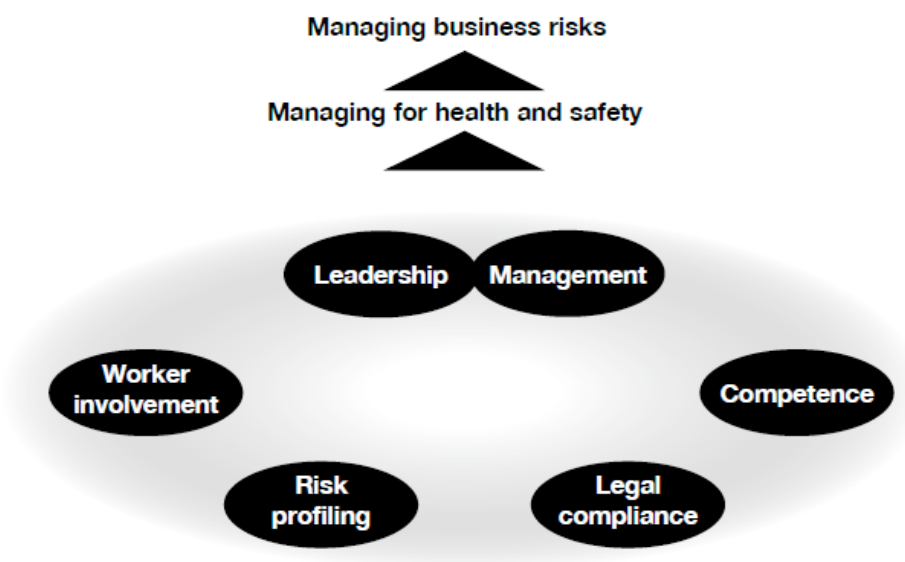 Managing business risks
Managing for health and safety
Leadership
Management
Worker
involvement
Competence
Risk
profiling
Legal
compliance